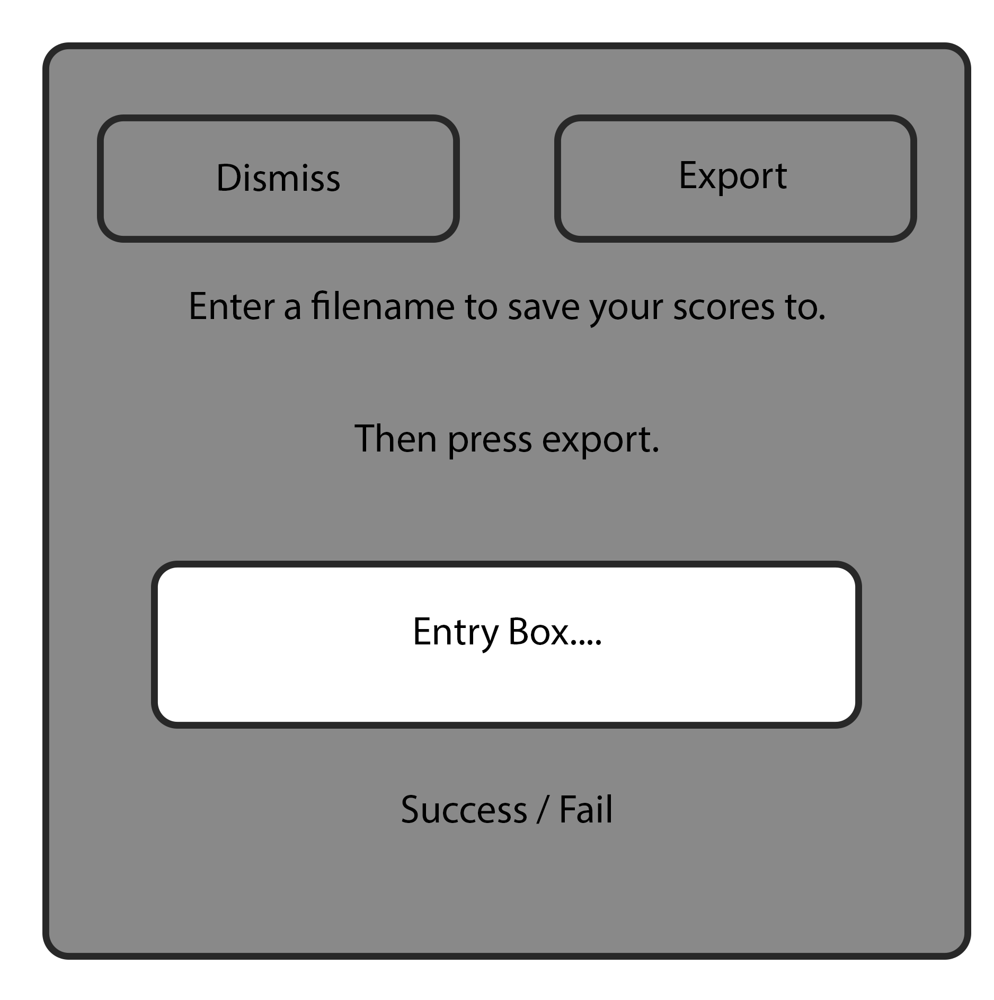 Dismiss
Export
Enter a filename to save your scores to.
Then press export.
Entry Box....
Success / Fail